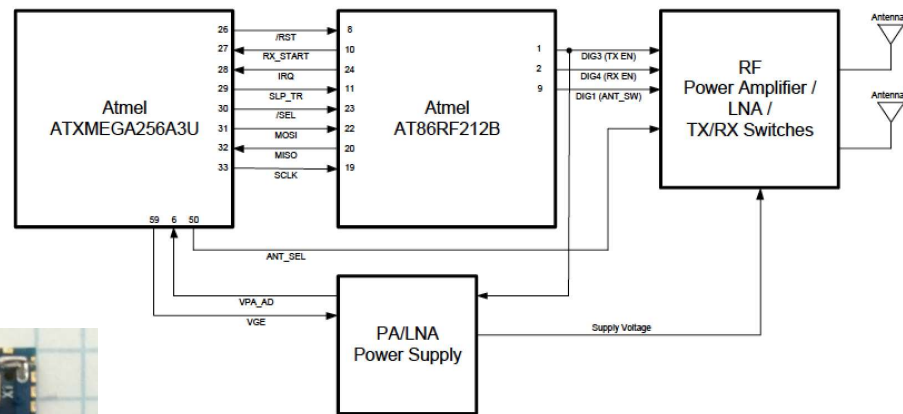 Atmel
ATXMEGA256A3U
26
27
28
29
30
31
32
33
59 6 50
/RST
RX_START
IRQ
SLP_TR
/SEL
MOSI
MISO
SCLK
8
10
24
11
23
22
20
19
Atmel
AT86RF212B
1
2
9
DIG3 (TX EN)
DIG4 (RX EN)
DIG1 (ANT_SW)
RF
Power Amplifier /
LNA /
TX/RX Switches
Antenna
Antenna
ANT_SEL
VPA_AD
VGE
PA/LNA
Power Supply
Supply Voltage